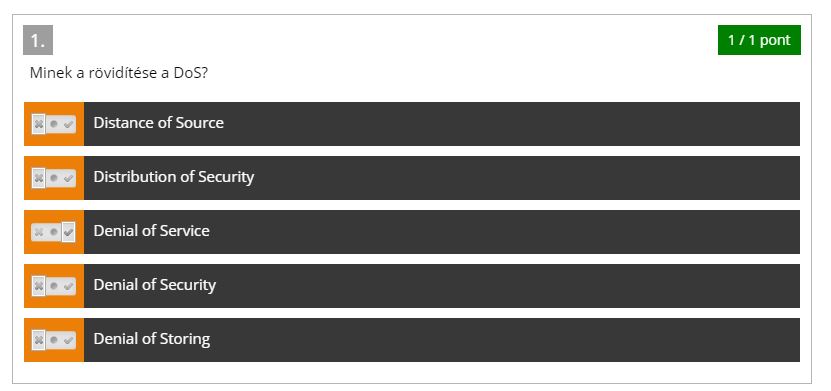 1.
1 / 1 pont
Minek a rövidítése a DoS?
Distance of Source
Distribution of Security
Denial of Service
Denial of Security
Denial of Storing